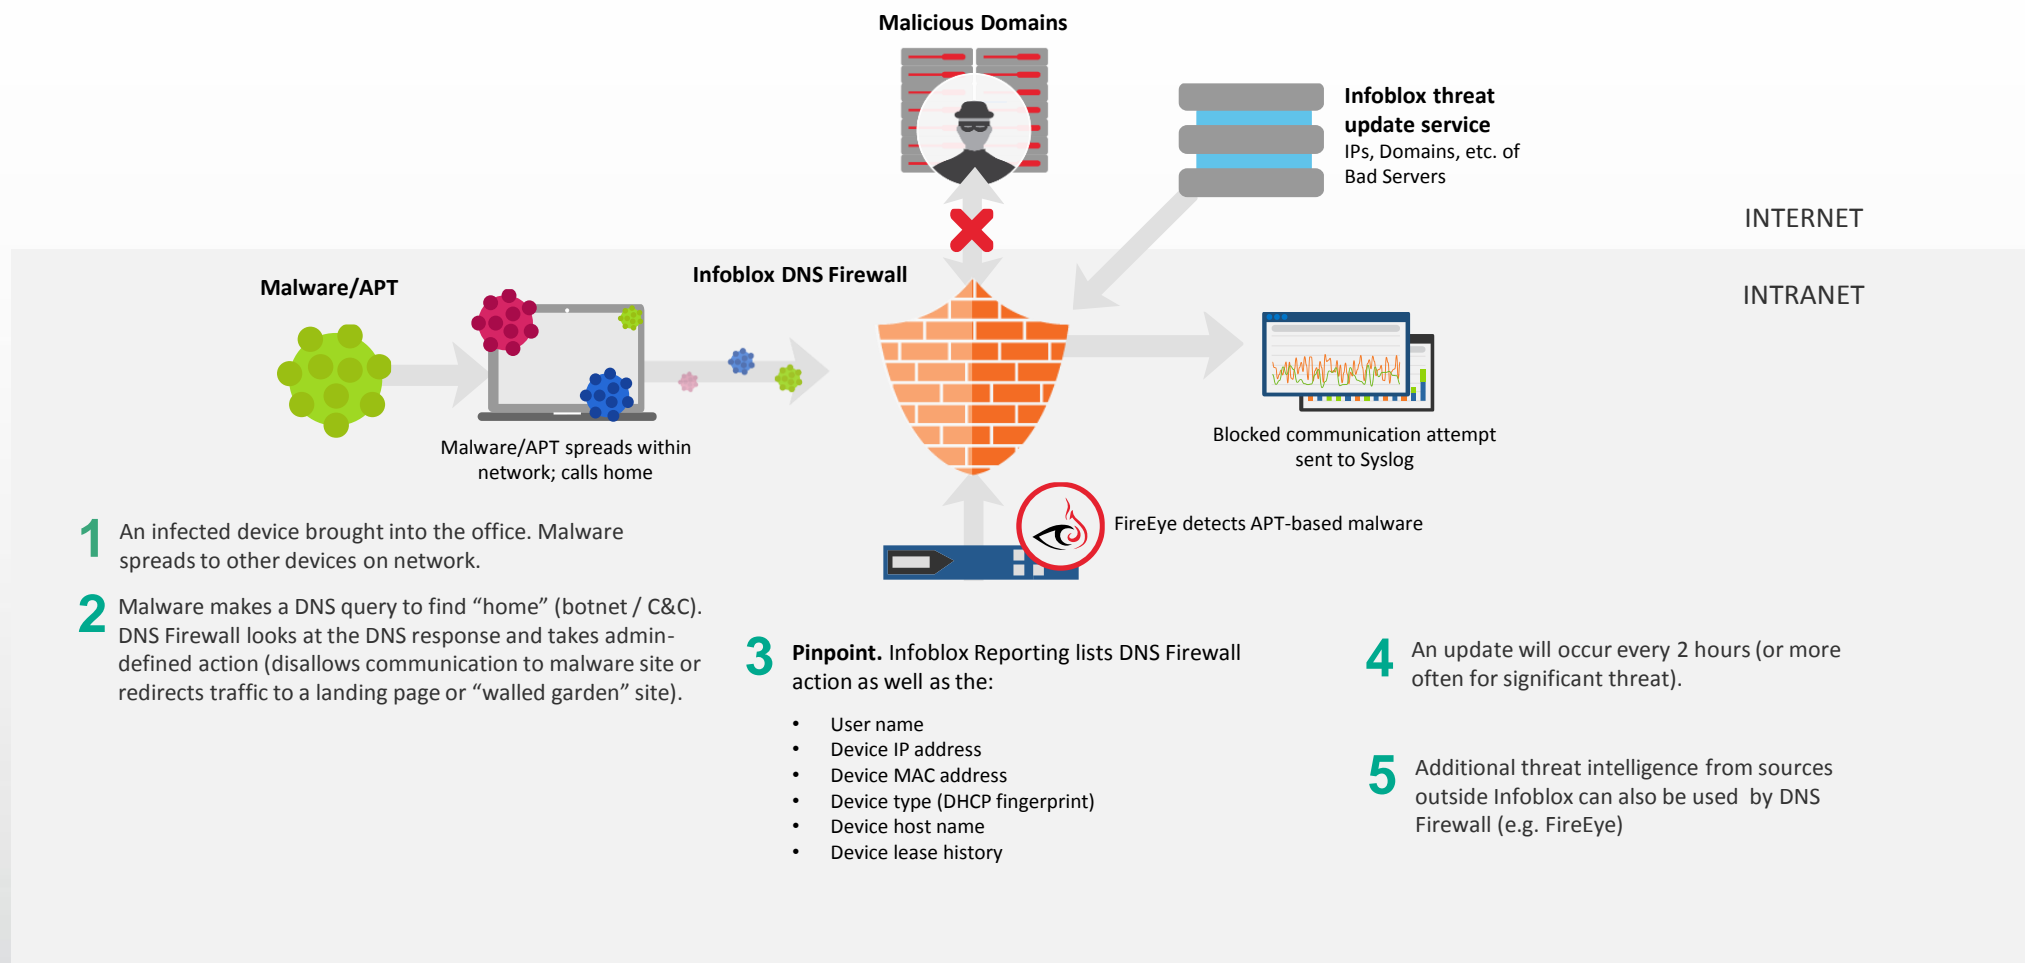 Malicious Domains
Infoblox threat
update service
IPs, Domains, etc. of
Bad Servers
INTERNET
INTRANET
Malware/APT
Infoblox DNS Firewall
Malware/APT spreads within
network; calls home
Blocked communication attempt
sent to Syslog
FireEye detects APT-based malware
1 An infected device brought into the office. Malware
spreads to other devices on network.
2 Malware makes a DNS query to find “home” (botnet / C&C).
DNS Firewall looks at the DNS response and takes admin-
defined action (disallows communication to malware site or
redirects traffic to a landing page or “walled garden” site).
3 Pinpoint. Infoblox Reporting lists DNS Firewall
action as well as the:
• User name
• Device IP address
• Device MAC address
• Device type (DHCP fingerprint)
• Device host name
• Device lease history
4 An update will occur every 2 hours (or more
often for significant threat).
5 Additional threat intelligence from sources
outside Infoblox can also be used by DNS
Firewall (e.g. FireEye)